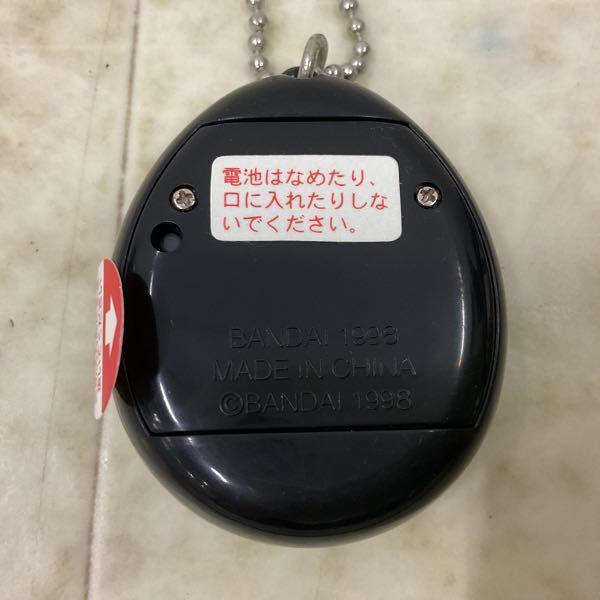 電池はなめたり、
口に入れたりしな
いでください。
BANDAI 1998
MADE IN CHINA
©BANDAI 1998